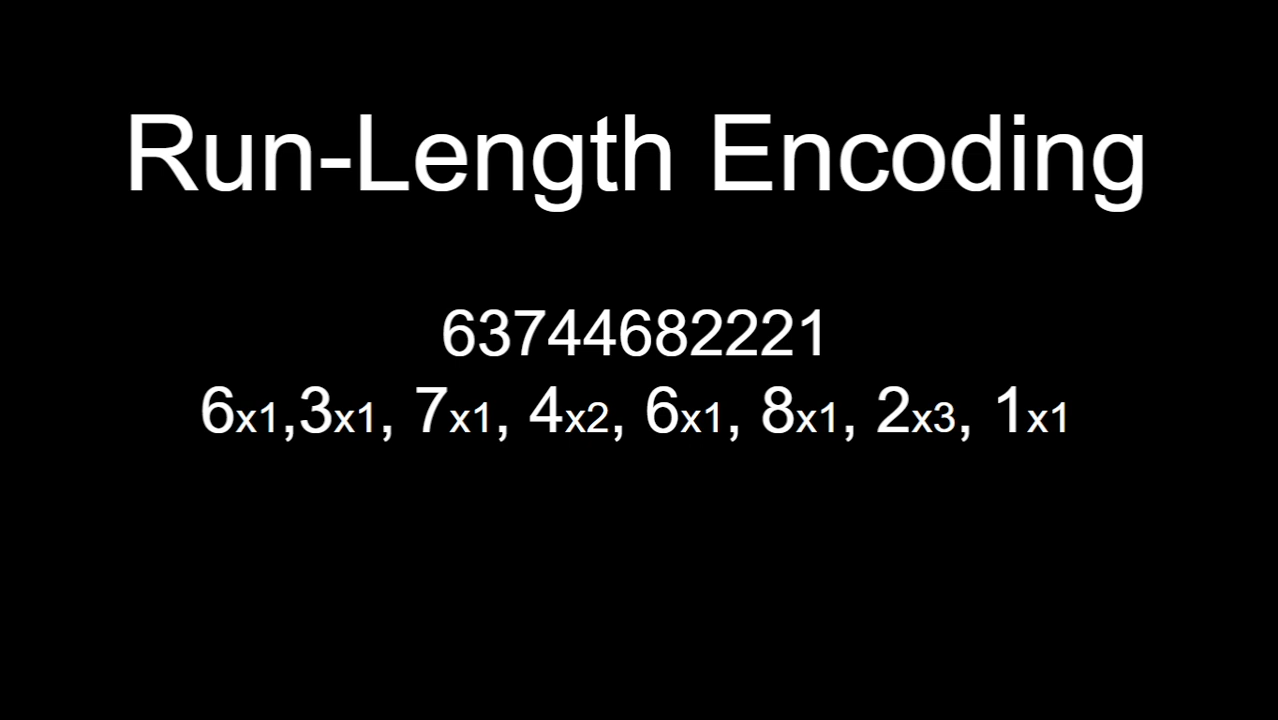 Run-Length Encoding
63744682221
6x1,3x1, 7x1, 4x2, 6x1, 8x1, 2x3, 1x1